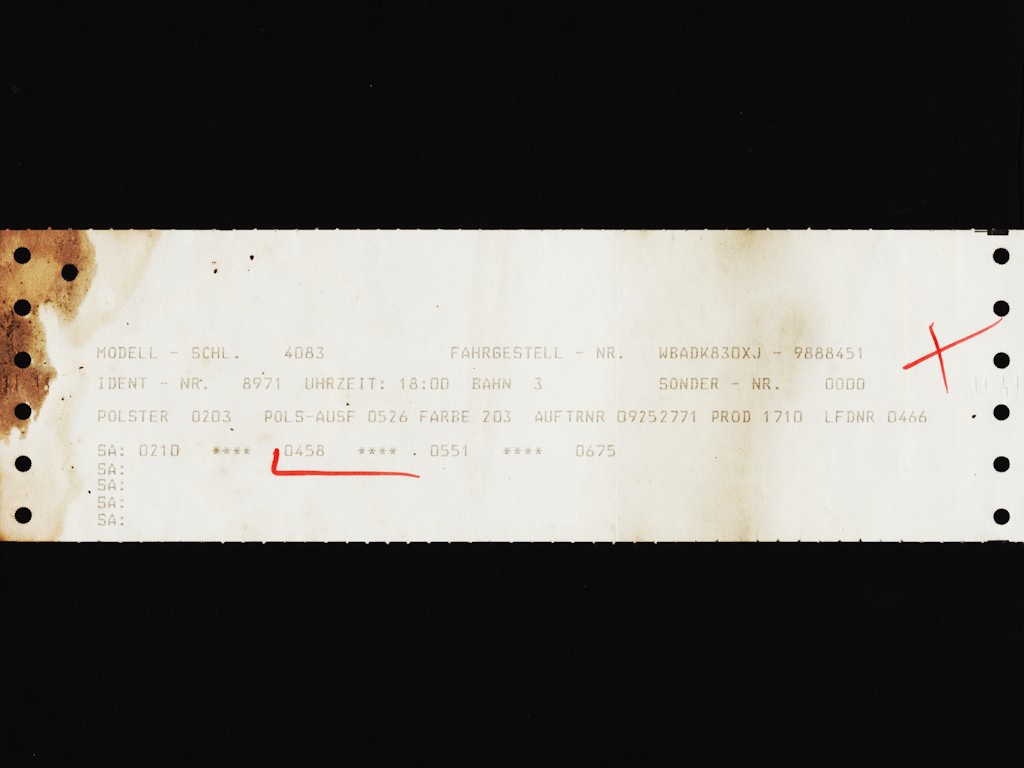 MODELL - SCHL. 4083 FAHRGESTELL - NR. WBADK830XJ - 9888451
IDENT - NR. 8971 UHRZEIT: 18:00 BAHN 3 SONDER - NR. 0000
POLSTER 0203 POLS-AUSF 0526 FARBE 203 AUFTRNR 09252771 PROD 1710 LFDNR 0466
SA: 0210 **** 0458 **** 0551 **** 0675
SA:
SA:
SA:
SA: